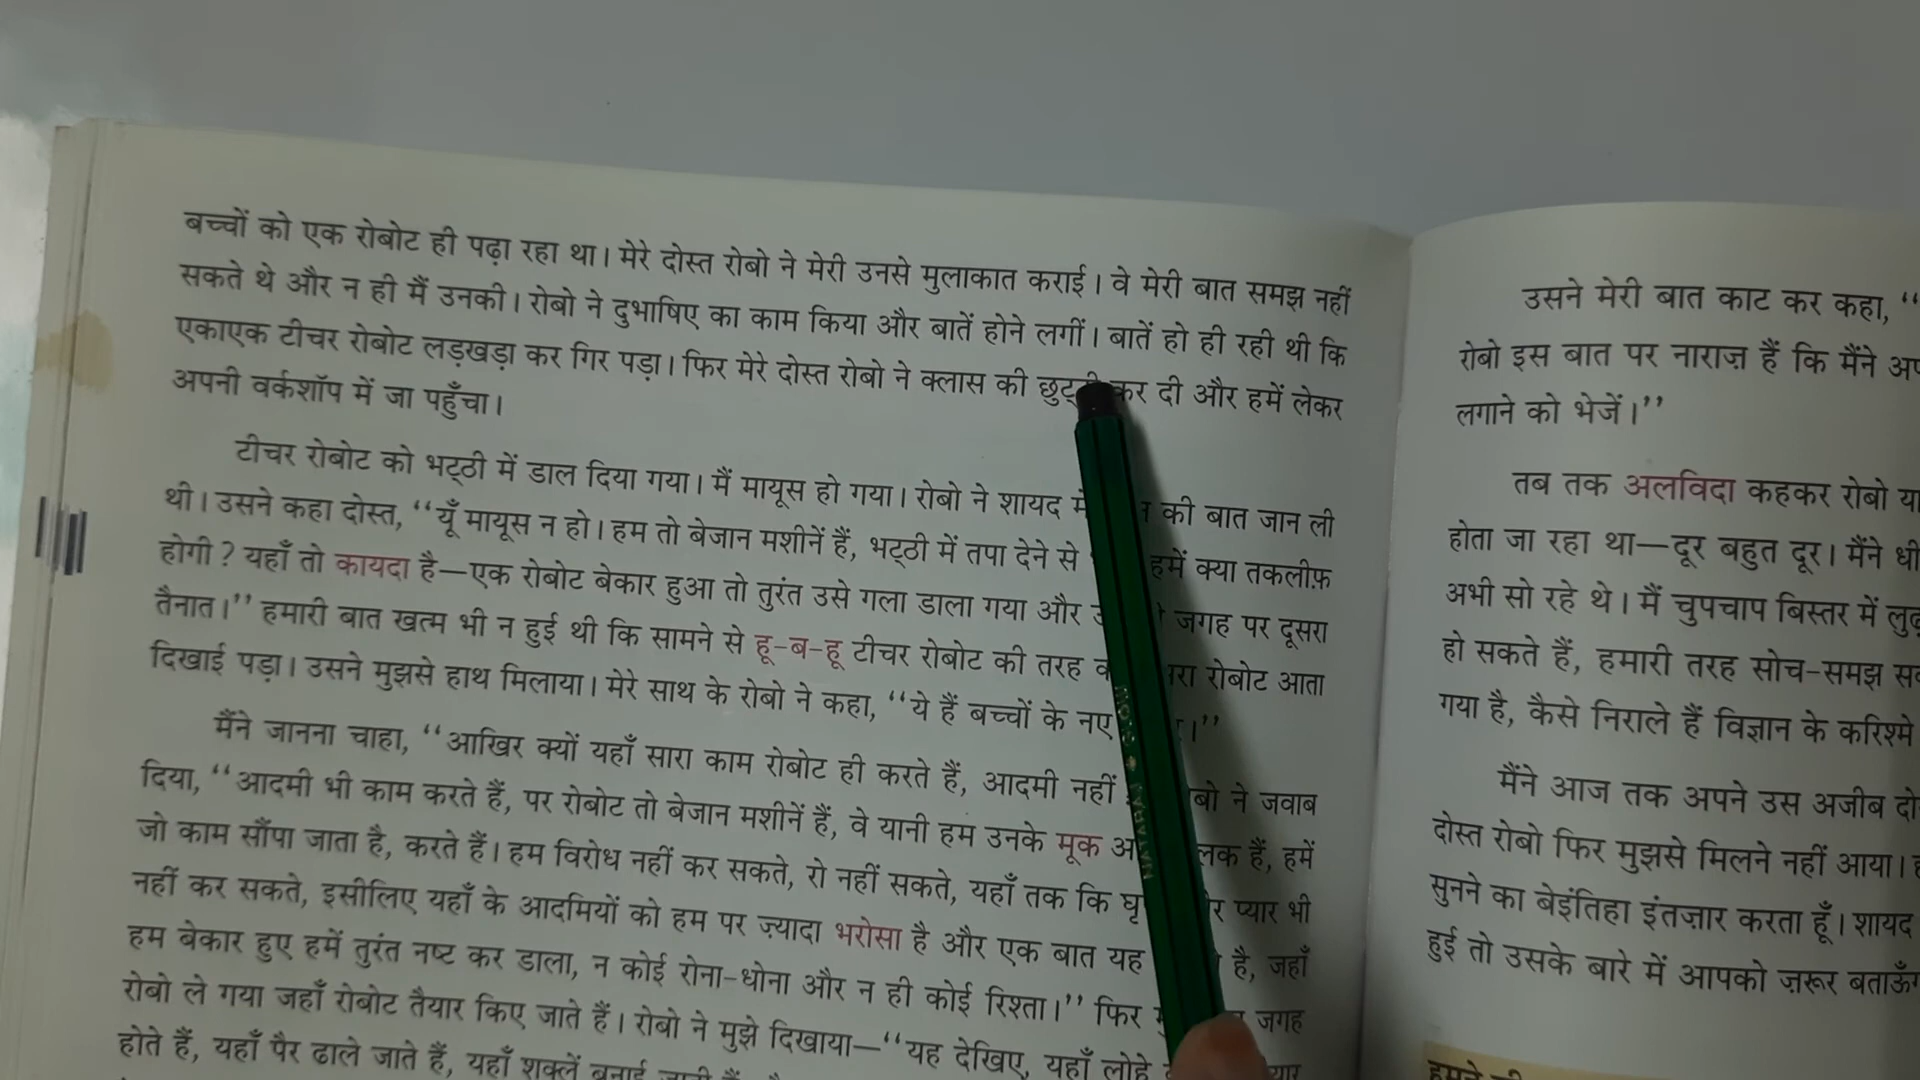 बच्चों को एक रोबोट ही पढ़ा रहा था। मेरे दोस्त रोबो ने मेरी उनसे मुलाकात कराई। वे मेरी बात समझ नहीं
सकते थे और न ही मैं उनकी। रोबो ने दुभाषिए का काम किया और बातें होने लगीं। बातें हो ही रही थी कि
एकाएक टीचर रोबोट लड़खड़ा कर गिर पड़ा। फिर मेरे दोस्त रोबो ने क्लास की कर दी और हमें लेकर
अपनी वर्कशॉप में जा पहुँचा।
टीचर रोबोट को भट्ठी में डाल दिया गया। मैं मायूस हो गया। रोबो ने शायद की बात जान ली
थी। उसने कहा दोस्त, “यूँ मायूस न हो। हम तो बेजान मशीनें हैं, भट्ठी में तपा देने से हमें क्या तकलीफ़
होगी? यहाँ तो कायदा है—एक रोबोट बेकार हुआ तो तुरंत उसे गला डाला गया और जगह पर दूसरा
तैनात।” हमारी बात खत्म भी न हुई थी कि सामने से हू-ब-हू टीचर रोबोट की तरह रोबोट आता
दिखाई पड़ा। उसने मुझसे हाथ मिलाया। मेरे साथ के रोबो ने कहा, “ये हैं बच्चों के नए ।”
मैंने जानना चाहा, “आखिर क्यों यहाँ सारा काम रोबोट ही करते हैं, आदमी नहीं ने जवाब
दिया, “आदमी भी काम करते हैं, पर रोबोट तो बेजान मशीनें हैं, वे यानी हम उनके मूक हैं, हमें
जो काम सौंपा जाता है, करते हैं। हम विरोध नहीं कर सकते, रो नहीं सकते, यहाँ तक कि प्यार भी
नहीं कर सकते, इसीलिए यहाँ के आदमियों को हम पर ज़्यादा भरोसा है और एक बात यह है, जहाँ
हम बेकार हुए हमें तुरंत नष्ट कर डाला, न कोई रोना-धोना और न ही कोई रिश्ता।” फिर जगह
रोबो ले गया जहाँ रोबोट तैयार किए जाते हैं। रोबो ने मुझे दिखाया—“यह देखिए, यहाँ लोहे
होते हैं, यहाँ पैर ढाले जाते हैं, यहाँ शक्लें बनाई
उसने मेरी बात काट कर कहा, “
रोबो इस बात पर नाराज़ हैं कि मैंने
लगाने को भेजें।”
तब तक अलविदा कहकर रोबो
होता जा रहा था—दूर बहुत दूर। मैंने
अभी सो रहे थे। मैं चुपचाप बिस्तर में
हो सकते हैं, हमारी तरह सोच-समझ
गया है, कैसे निराले हैं विज्ञान के करिश्मे
मैंने आज तक अपने उस अजीब
दोस्त रोबो फिर मुझसे मिलने नहीं आया।
सुनने का बेइंतिहा इंतज़ार करता हूँ। शायद
हुई तो उसके बारे में आपको ज़रूर
NATARAJ